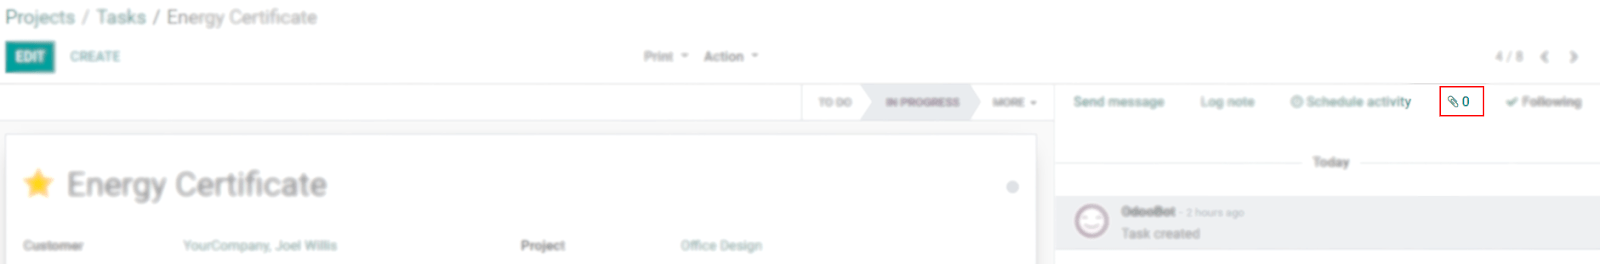 Projects / Tasks / Energy Certificate
EDIT CREATE Print Action 4 / 8
TO DO IN PROGRESS MORE Send message Log note Schedule activity 0 Following
Today
Energy Certificate
OdooBot - 2 hours ago
Task created
Customer YourCompany, Joel Willis Project Office Design